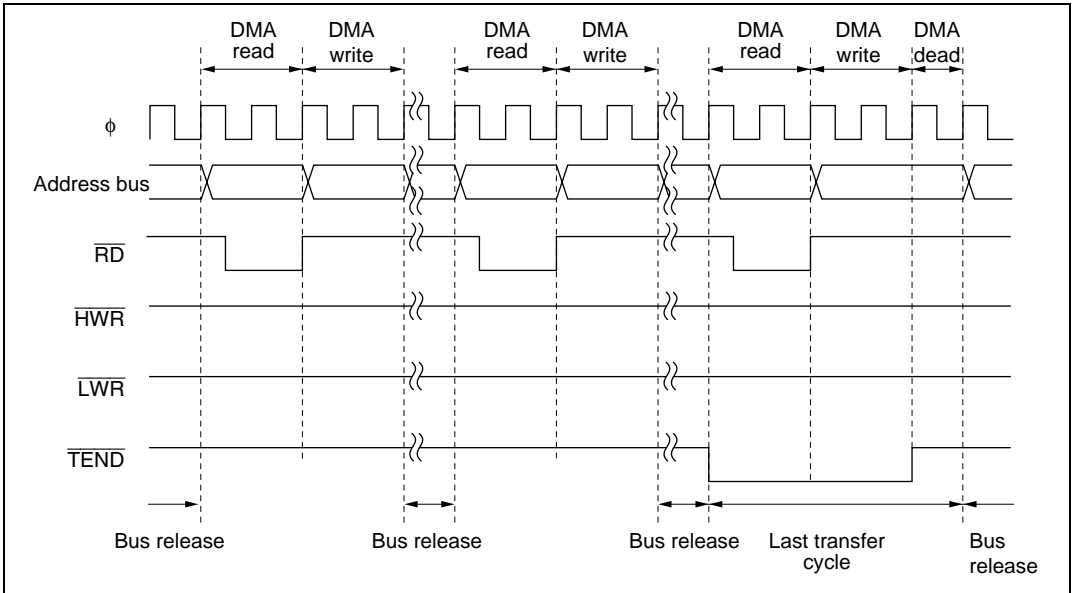 DMA read
DMA write
DMA read
DMA write
DMA read
DMA write
DMA dead
φ
Address bus
RD
HWR
LWR
TEND
Bus release
Bus release
Bus release
Last transfer cycle
Bus release